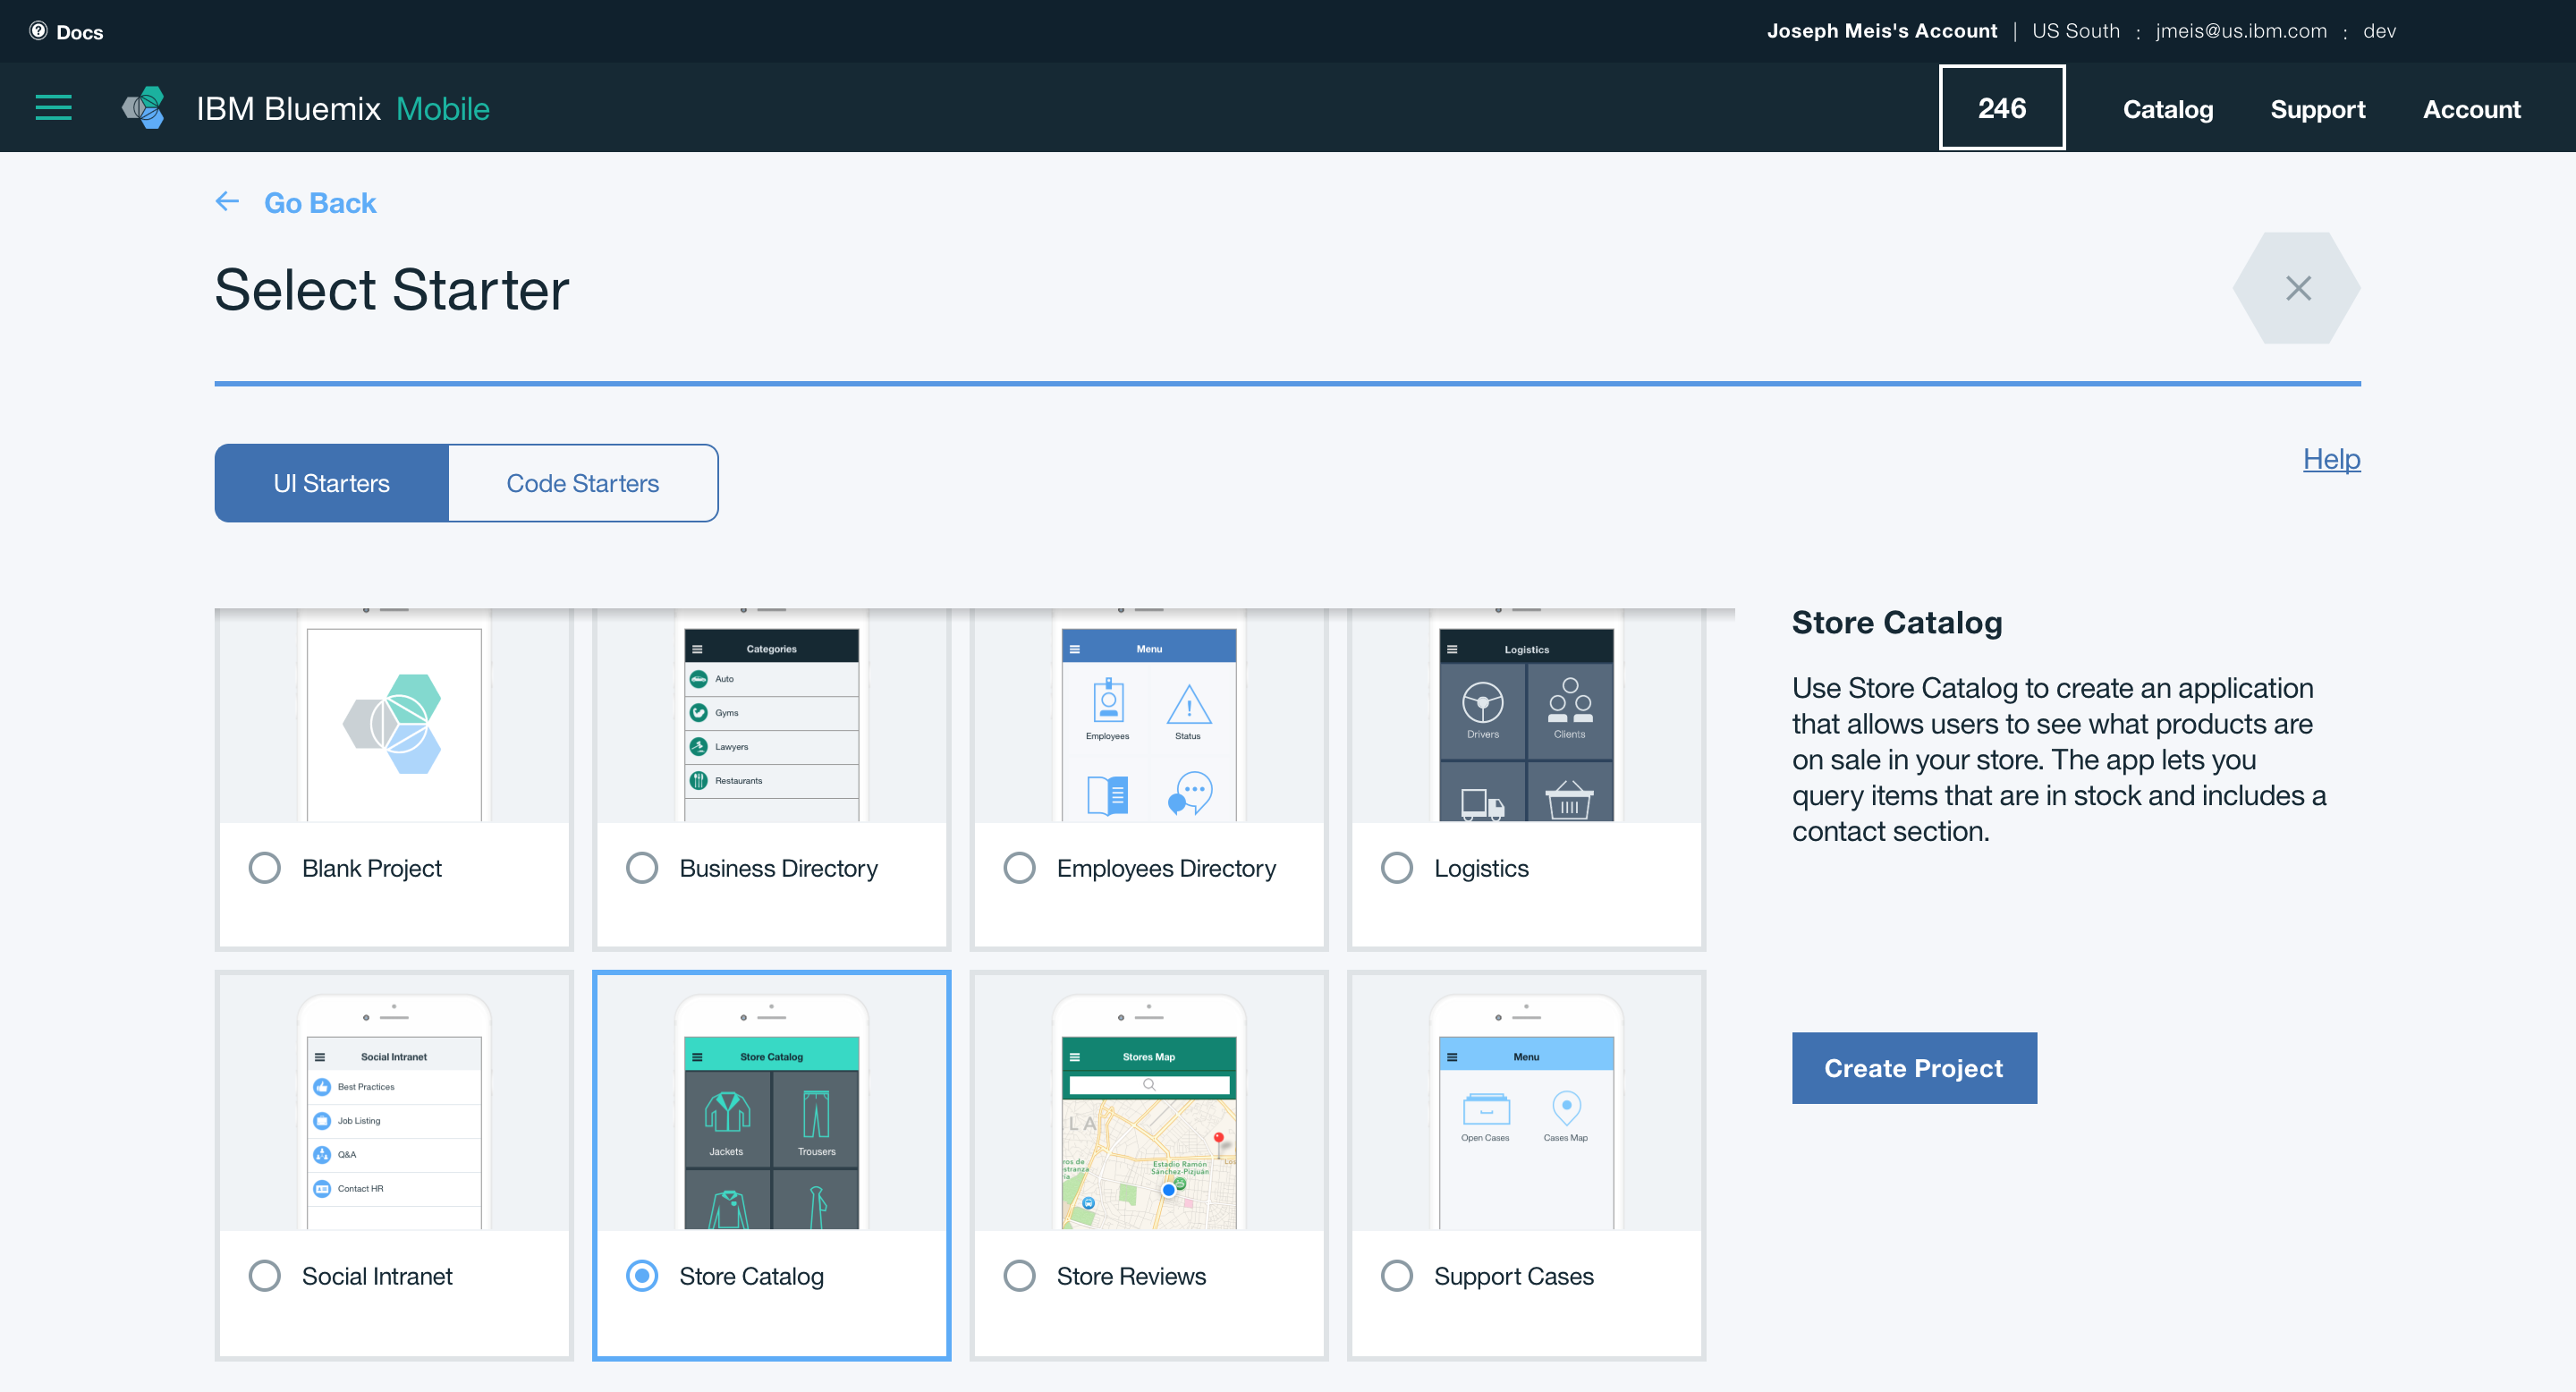 Docs
Joseph Meis's Account | US South : jmeis@us.ibm.com : dev
IBM Bluemix Mobile
246
Catalog
Support
Account
Go Back
Select Starter
UI Starters
Code Starters
Help
Categories
Auto
Gyms
Lawyers
Restaurants
Menu
Employees
Status
Logistics
Drivers
Clients
Blank Project
Business Directory
Employees Directory
Logistics
Store Catalog
Use Store Catalog to create an application
that allows users to see what products are
on sale in your store. The app lets you
query items that are in stock and includes a
contact section.
Create Project
Social Intranet
Best Practices
Job Listing
Q&A
Contact HR
Store Catalog
Jackets
Trousers
Stores Map
LA
Estadio Ramón
Sánchez-Pizjuán
Menu
Open Cases
Cases Map
Social Intranet
Store Catalog
Store Reviews
Support Cases